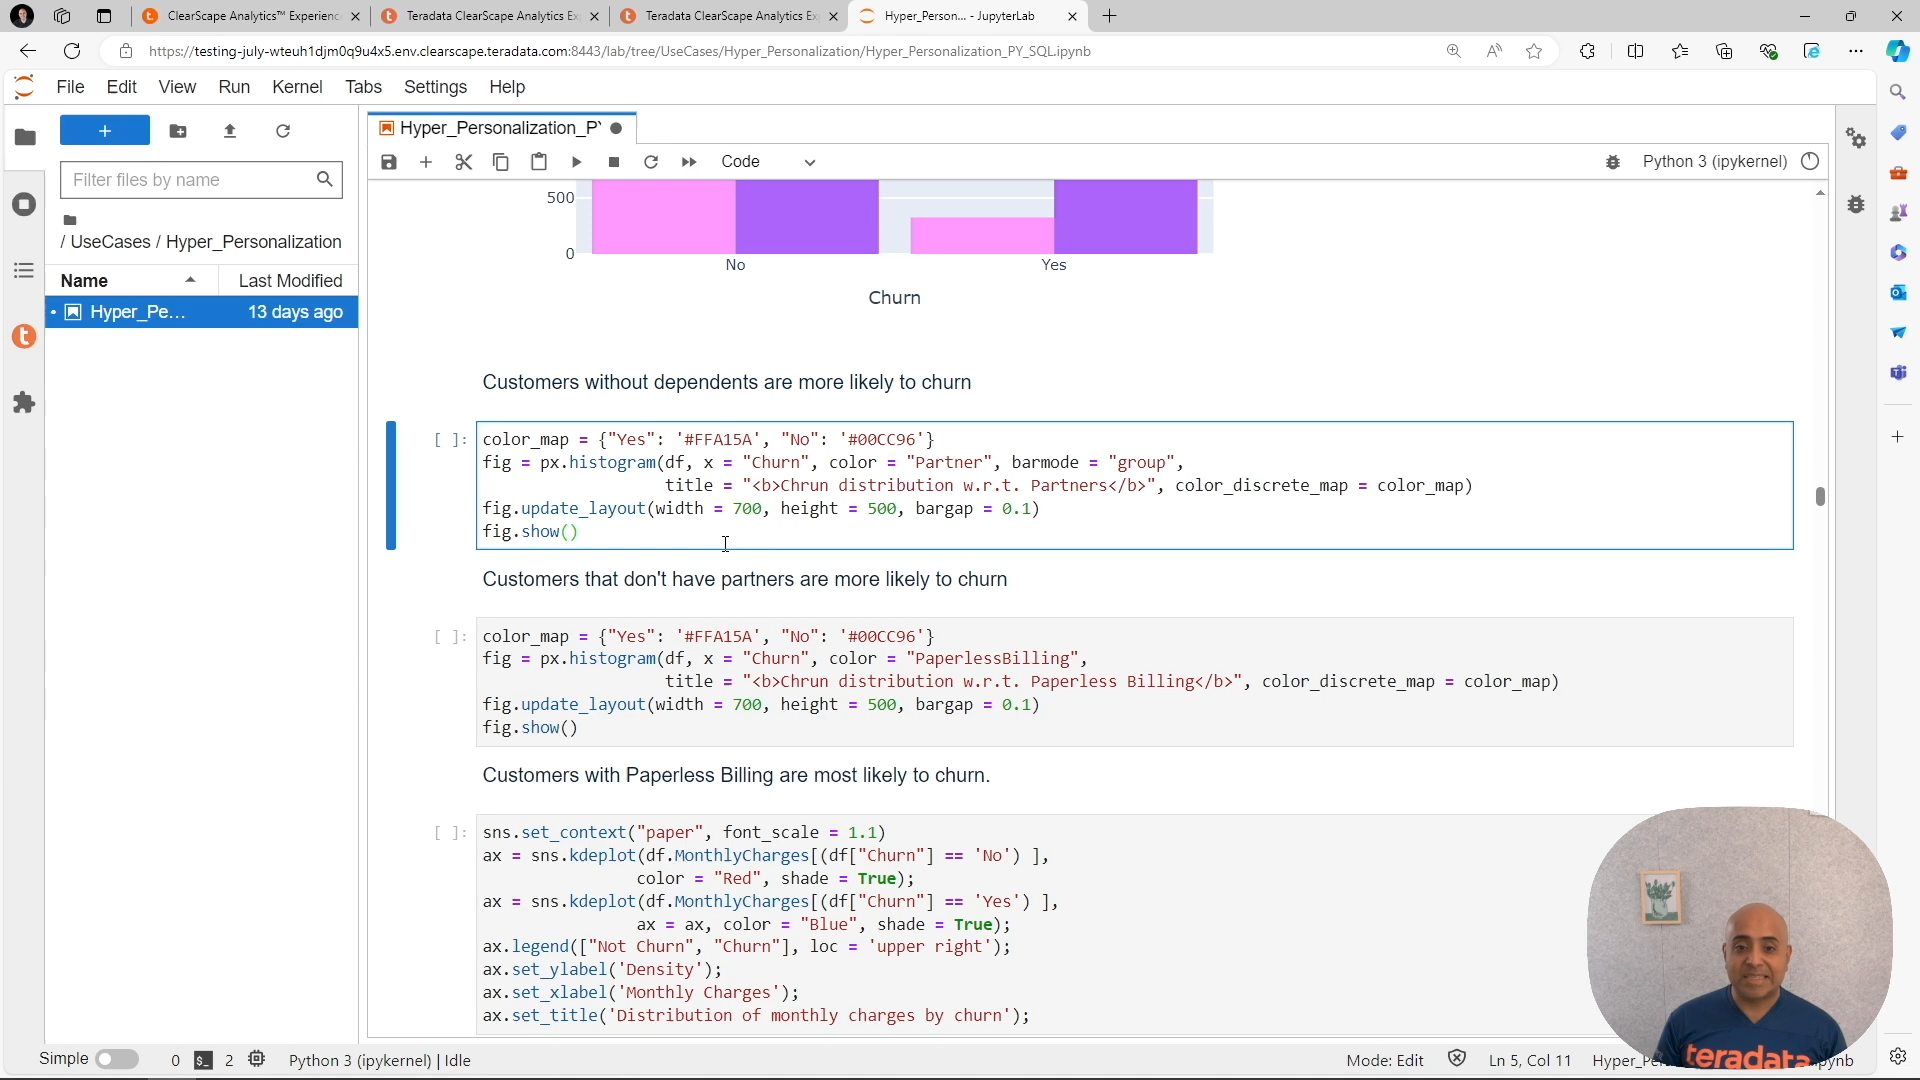 ClearScape Analytics™ Experienc
Teradata ClearScape Analytics Ex
Teradata ClearScape Analytics Ex
Hyper_Person... - JupyterLab
https://testing-july-wteuh1djm0q9u4x5.env.clearscape.teradata.com:8443/lab/tree/UseCases/Hyper_Personalization/Hyper_Personalization_PY_SQL.ipynb
File Edit View Run Kernel Tabs Settings Help
Hyper_Personalization_P
Code
Python 3 (ipykernel)
Filter files by name
/ UseCases / Hyper_Personalization
Name Last Modified
Hyper_Pe... 13 days ago
500
0
No Yes
Churn
Customers without dependents are more likely to churn
[ ]: color_map = {"Yes": '#FFA15A', "No": '#00CC96'}
fig = px.histogram(df, x = "Churn", color = "Partner", barmode = "group",
title = "<b>Chrun distribution w.r.t. Partners</b>", color_discrete_map = color_map)
fig.update_layout(width = 700, height = 500, bargap = 0.1)
fig.show()
Customers that don't have partners are more likely to churn
[ ]: color_map = {"Yes": '#FFA15A', "No": '#00CC96'}
fig = px.histogram(df, x = "Churn", color = "PaperlessBilling",
title = "<b>Chrun distribution w.r.t. Paperless Billing</b>", color_discrete_map = color_map)
fig.update_layout(width = 700, height = 500, bargap = 0.1)
fig.show()
Customers with Paperless Billing are most likely to churn.
[ ]: sns.set_context("paper", font_scale = 1.1)
ax = sns.kdeplot(df.MonthlyCharges[(df["Churn"] == 'No') ],
color = "Red", shade = True);
ax = sns.kdeplot(df.MonthlyCharges[(df["Churn"] == 'Yes') ],
ax = ax, color = "Blue", shade = True);
ax.legend(["Not Churn", "Churn"], loc = 'upper right');
ax.set_ylabel('Density');
ax.set_xlabel('Monthly Charges');
ax.set_title('Distribution of monthly charges by churn');
teradata
Simple 0 2 Python 3 (ipykernel) | Idle
Mode: Edit Ln 5, Col 11 Hyper_Pe ipynb